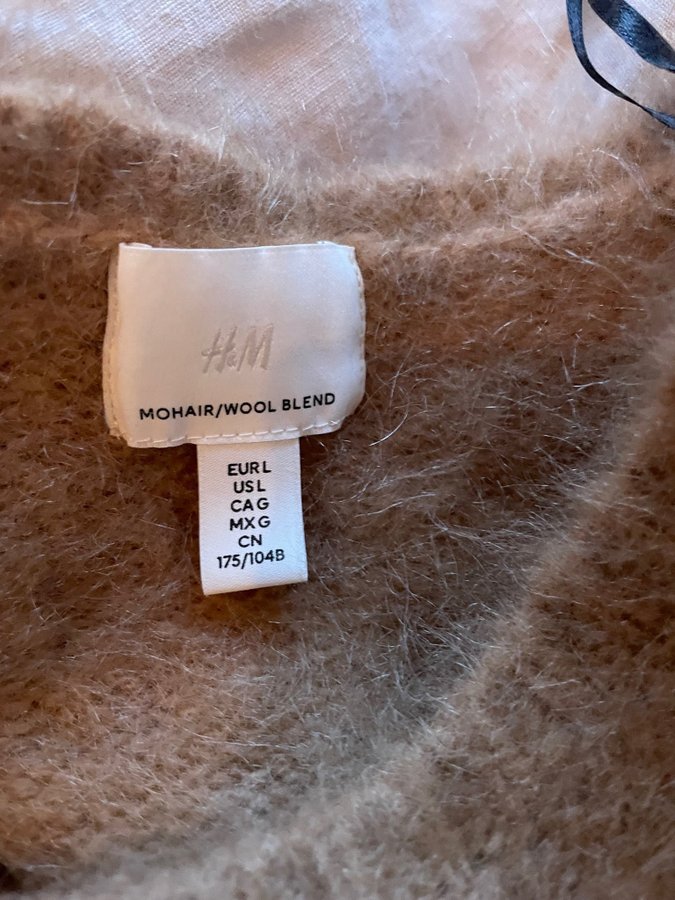 H&M
MOHAIR/WOOL BLEND
EUR L
US L
CA G
MX G
CN
175/104B